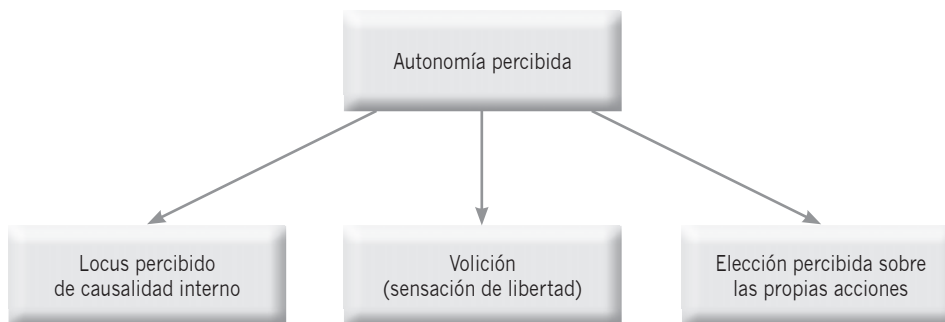 Autonomía percibida
Locus percibido
de causalidad interno
Volición
(sensación de libertad)
Elección percibida sobre
las propias acciones